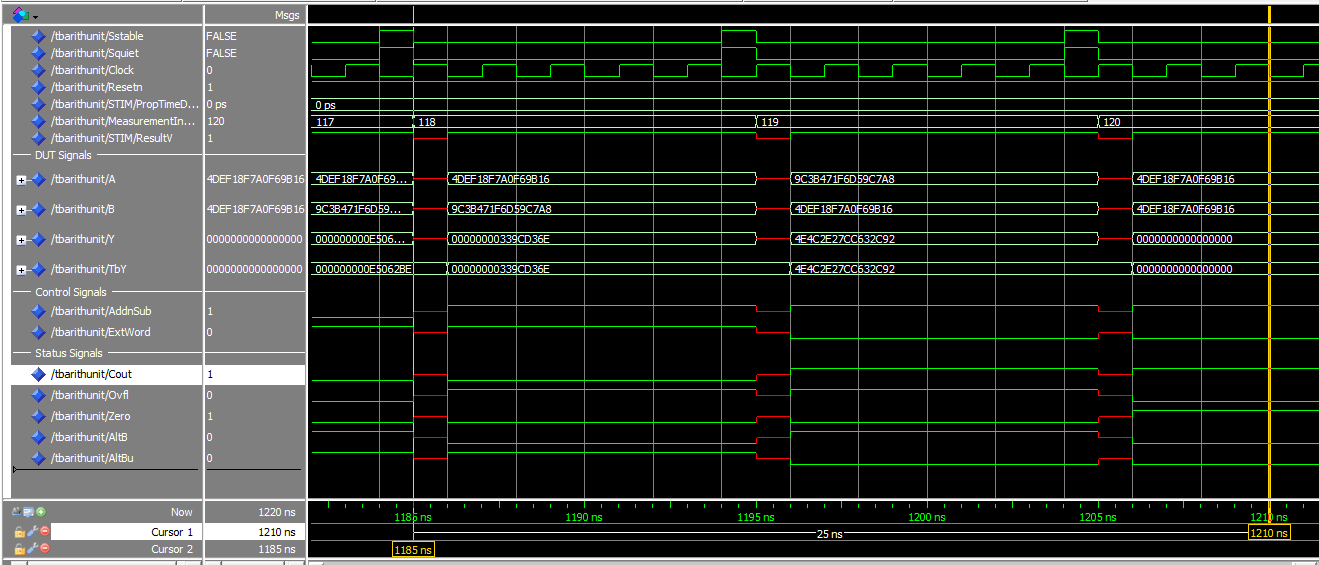 Msgs
/tbarithunit/Sstable FALSE
/tbarithunit/Squiet FALSE
/tbarithunit/Clock 0
/tbarithunit/Resetn 1
/tbarithunit/STIM/PropTimeD... 0 ps 0 ps
/tbarithunit/MeasurementIn... 120 117 118 119 120
/tbarithunit/STIM/ResultV 1
DUT Signals
/tbarithunit/A 4DEF18F7A0F69B16 4DEF18F7A0F69... 4DEF18F7A0F69B16 9C3B471F6D59C7A8 4DEF18F7A0F69B16
/tbarithunit/B 4DEF18F7A0F69B16 9C3B471F6D59... 9C3B471F6D59C7A8 4DEF18F7A0F69B16 4DEF18F7A0F69B16
/tbarithunit/Y 0000000000000000 000000000E506... 00000000339CD36E 4E4C2E27CC632C92 0000000000000000
/tbarithunit/TbY 0000000000000000 000000000E5062BE 00000000339CD36E 4E4C2E27CC632C92 0000000000000000
Control Signals
/tbarithunit/AddnSub 1
/tbarithunit/ExtWord 0
Status Signals
/tbarithunit/Cout 1
/tbarithunit/Ovfl 0
/tbarithunit/Zero 1
/tbarithunit/AltB 0
/tbarithunit/AltBu 0
Now 1220 ns 1185 ns 1190 ns 1195 ns 1200 ns 1205 ns 1210 ns
Cursor 1 1210 ns 25 ns 1210 ns
Cursor 2 1185 ns 1185 ns